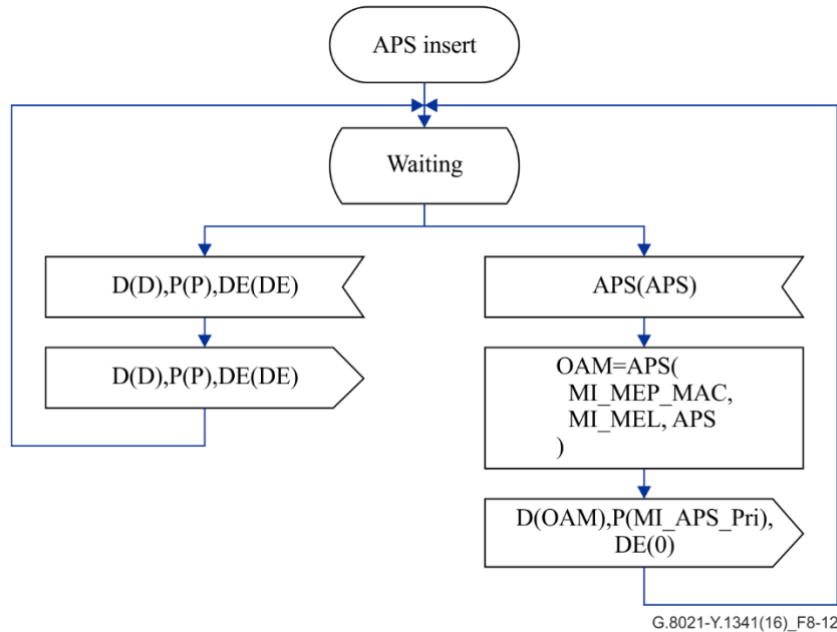 APS insert
Waiting
D(D),P(P),DE(DE)
D(D),P(P),DE(DE)
APS(APS)
OAM=APS(
MI_MEP_MAC,
MI_MEL, APS
)
D(OAM),P(MI_APS_Pri),
DE(0)
G.8021-Y.1341(16)_F8-12